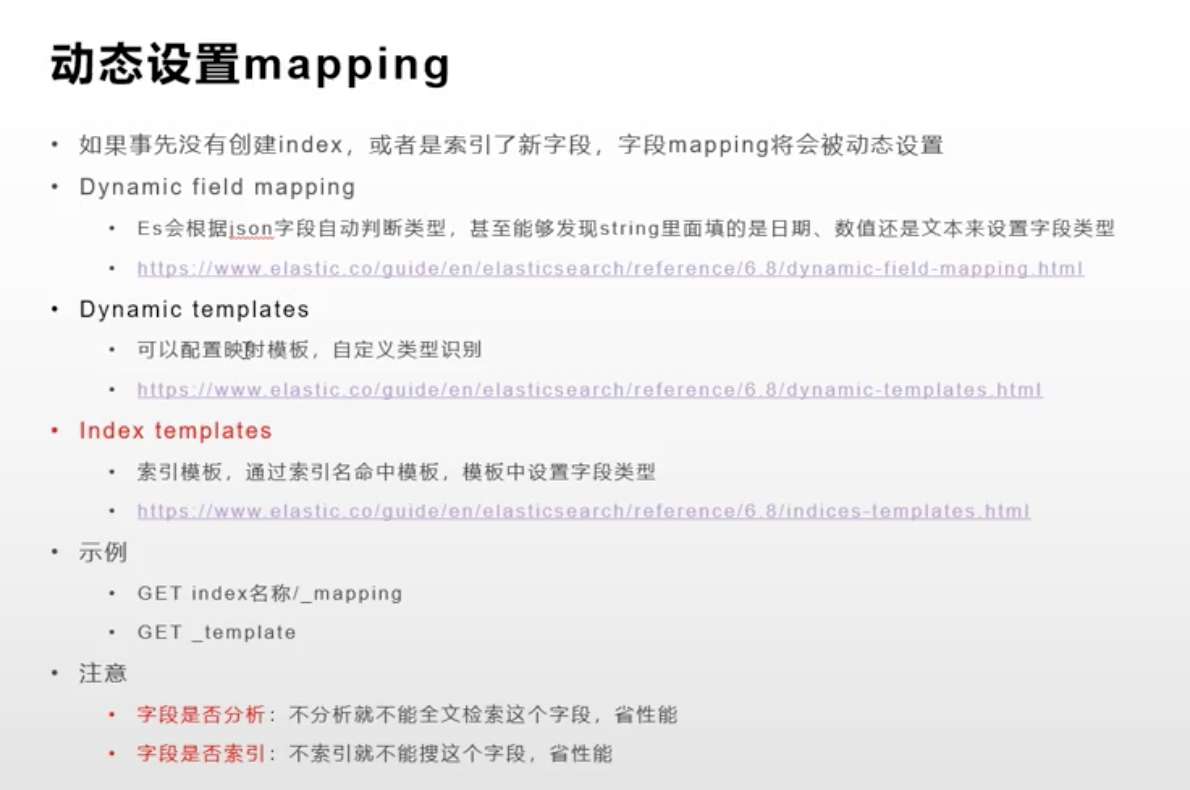 动态设置mapping
如果事先没有创建index，或者是索引了新字段，字段mapping将会被动态设置
Dynamic field mapping
Es会根据json字段自动判断类型，甚至能够发现string里面填的是日期、数值还是文本来设置字段类型
https://www.elastic.co/guide/en/elasticsearch/reference/6.8/dynamic-field-mapping.html
Dynamic templates
可以配置映射模板，自定义类型识别
https://www.elastic.co/guide/en/elasticsearch/reference/6.8/dynamic-templates.html
Index templates
索引模板，通过索引名命中模板，模板中设置字段类型
https://www.elastic.co/guide/en/elasticsearch/reference/6.8/indices-templates.html
示例
GET index名称/_mapping
GET _template
注意
字段是否分析：不分析就不能全文检索这个字段，省性能
字段是否索引：不索引就不能搜这个字段，省性能